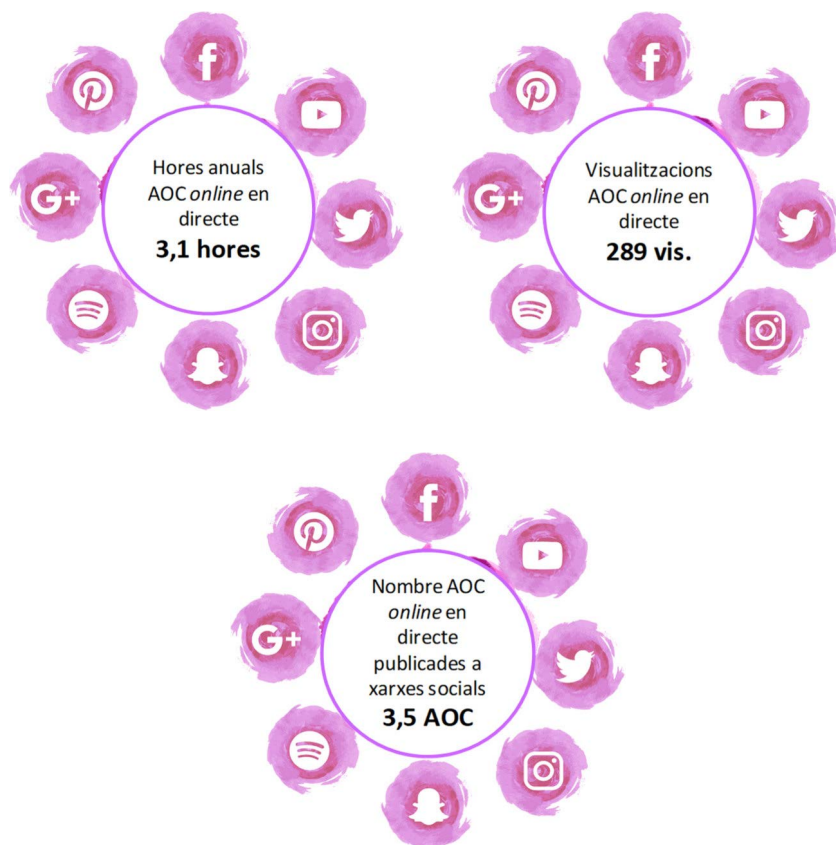 Hores anuals
AOC online en
directe
3,1 hores
Visualitzacions
AOC online en
directe
289 vis.
Nombre AOC
online en
directe
publicades a
xarxes socials
3,5 AOC